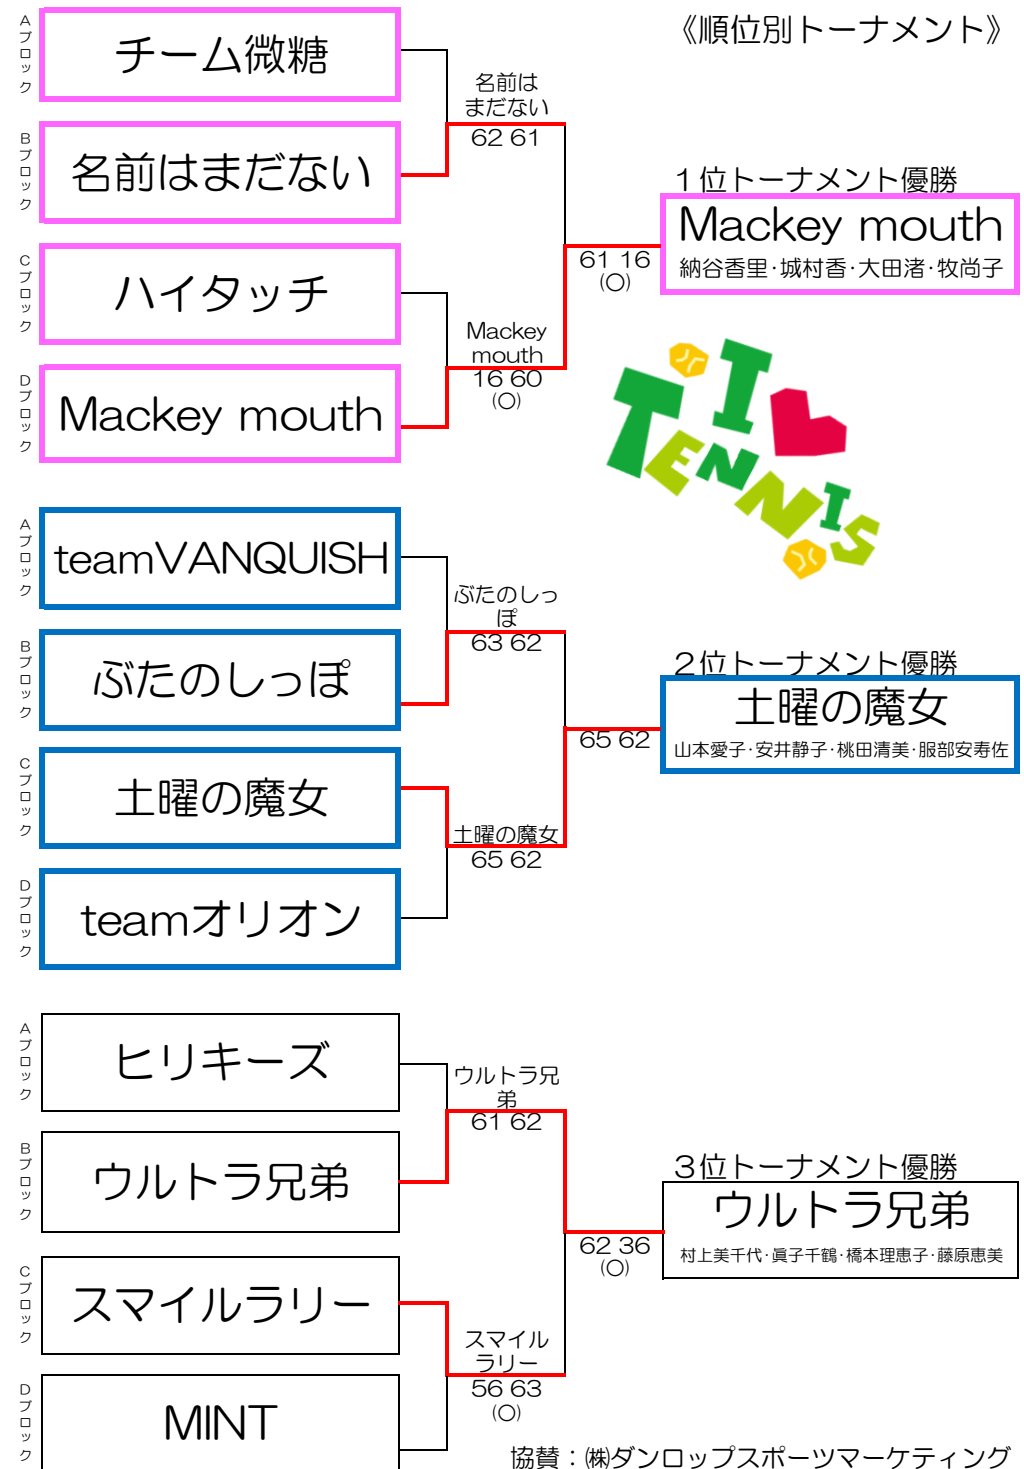 《順位別トーナメント》
Aブロック
チーム微糖
名前は
まだない
62 61
Bブロック
名前はまだない
1位トーナメント優勝
Mackey mouth
納谷香里・城村香・大田渚・牧尚子
61 16
(〇)
Cブロック
ハイタッチ
Mackey
mouth
16 60
(〇)
Dブロック
Mackey mouth
I
TENNIS
Aブロック
teamVANQUISH
ぶたのしっ
ぽ
63 62
Bブロック
ぶたのしっぽ
2位トーナメント優勝
土曜の魔女
山本愛子・安井静子・桃田清美・服部安寿佐
65 62
Cブロック
土曜の魔女
土曜の魔女
65 62
Dブロック
teamオリオン
Aブロック
ヒリキーズ
ウルトラ兄
弟
61 62
Bブロック
ウルトラ兄弟
3位トーナメント優勝
ウルトラ兄弟
村上美千代・眞子千鶴・橋本理恵子・藤原恵美
62 36
(〇)
Cブロック
スマイルラリー
スマイル
ラリー
56 63
(〇)
Dブロック
MINT
協賛：㈱ダンロップスポーツマーケティング